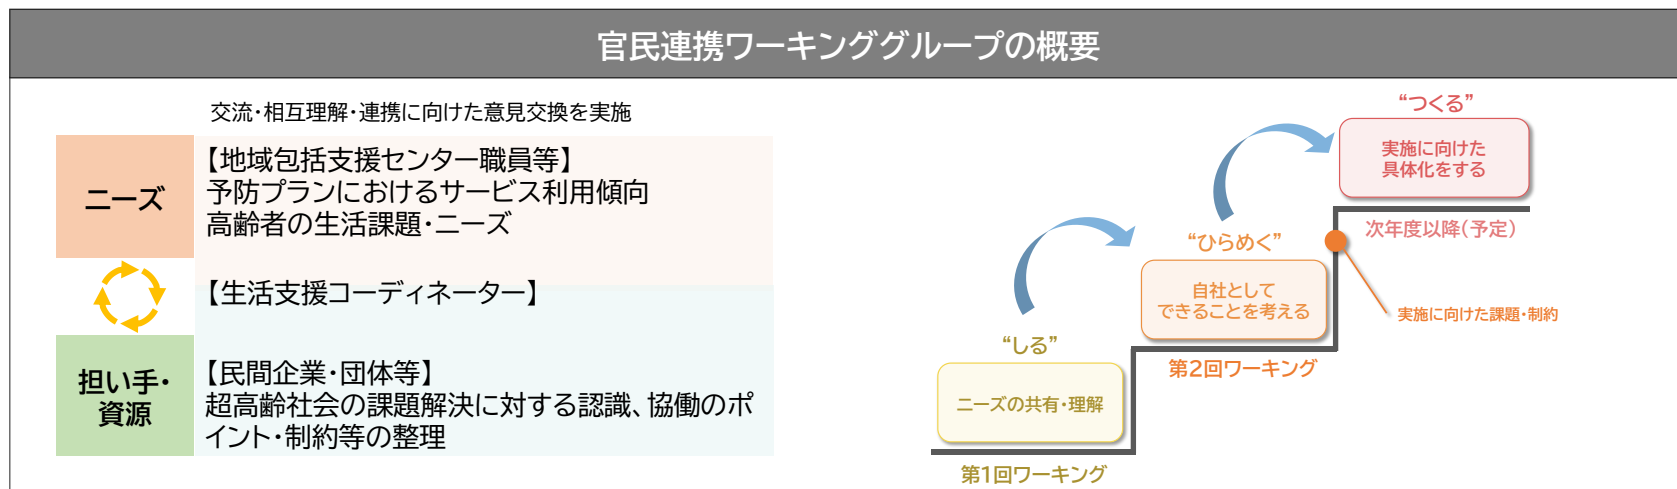 官民連携ワーキンググループの概要
交流・相互理解・連携に向けた意見交換を実施
ニーズ
【地域包括支援センター職員等】
予防プランにおけるサービス利用傾向
高齢者の生活課題・ニーズ
【生活支援コーディネーター】
担い手・
資源
【民間企業・団体等】
超高齢社会の課題解決に対する認識、協働のポ
イント・制約等の整理
“しる”
ニーズの共有・理解
第1回ワーキング
“ひらめく”
自社として
できることを考える
第2回ワーキング
“つくる”
実施に向けた
具体化をする
次年度以降(予定)
実施に向けた課題・制約